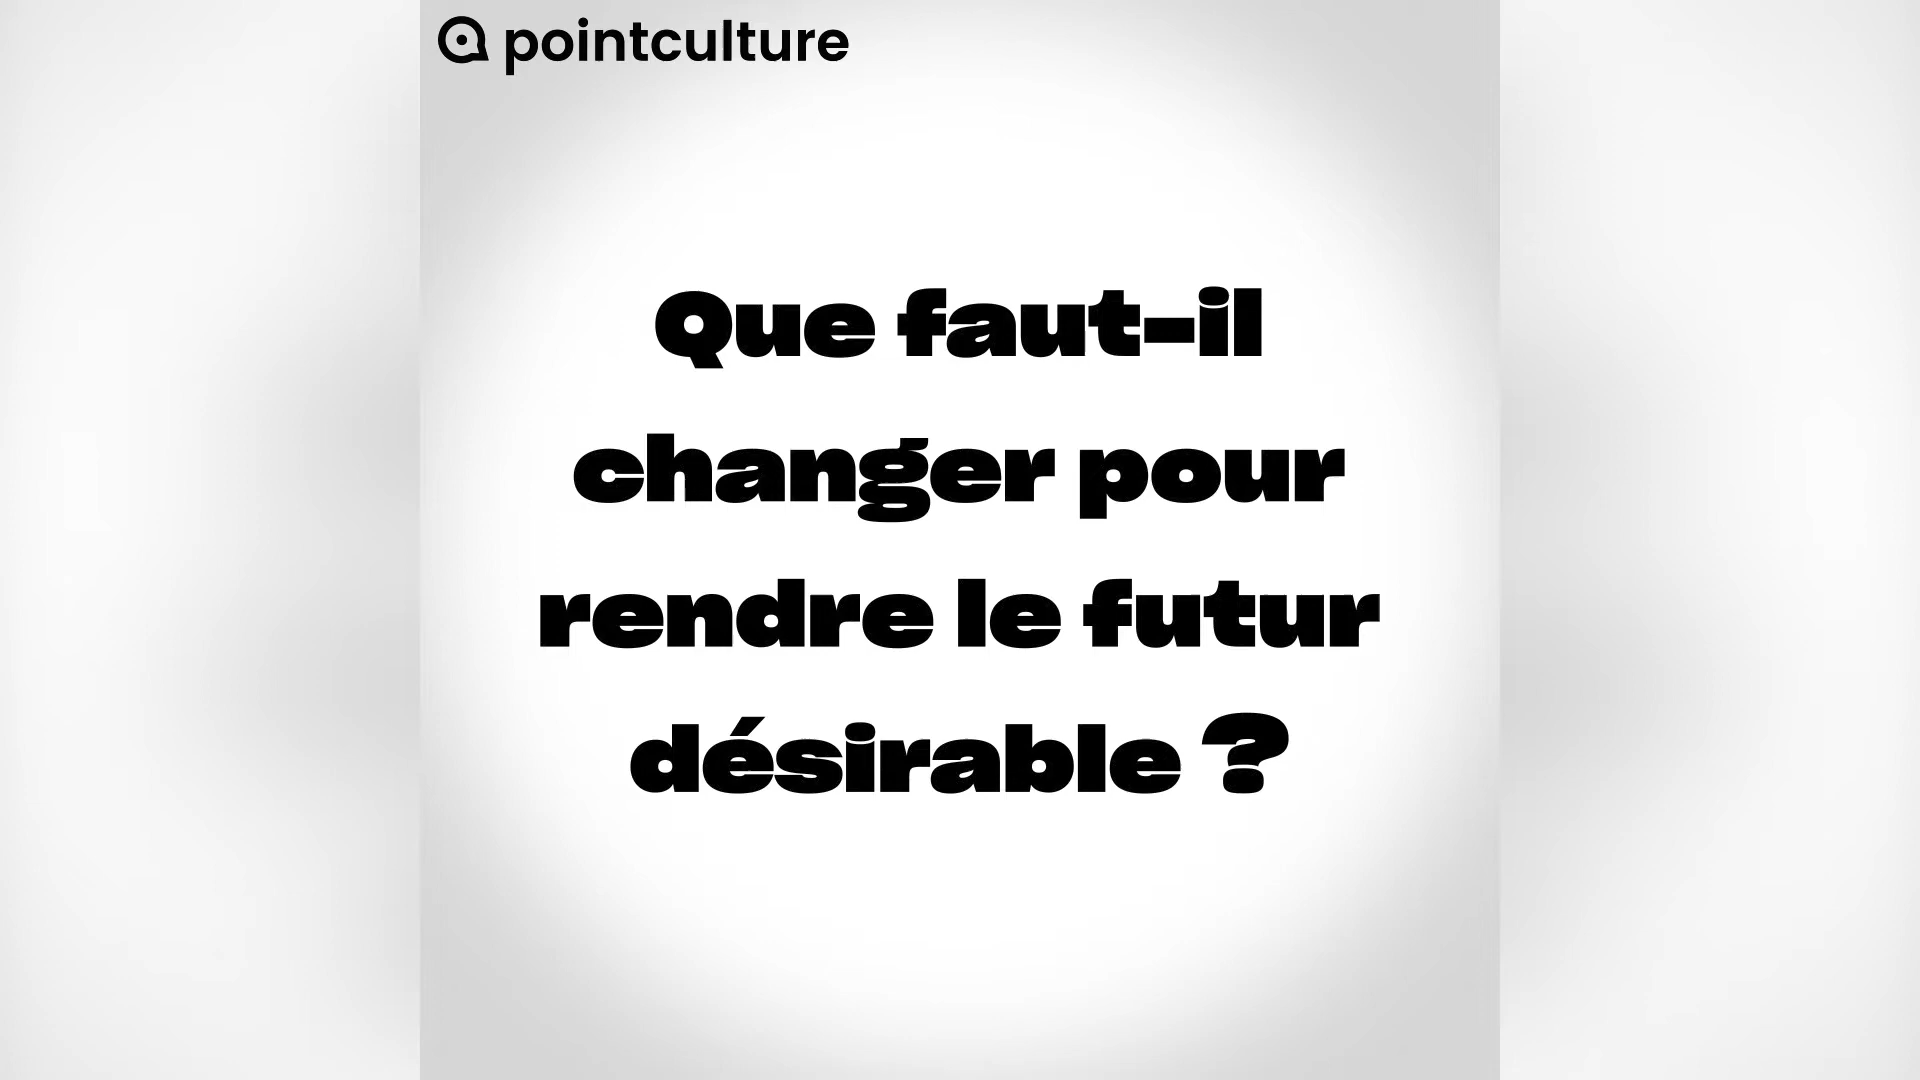 pointculture
Que faut-il
changer pour
rendre le futur
désirable ?